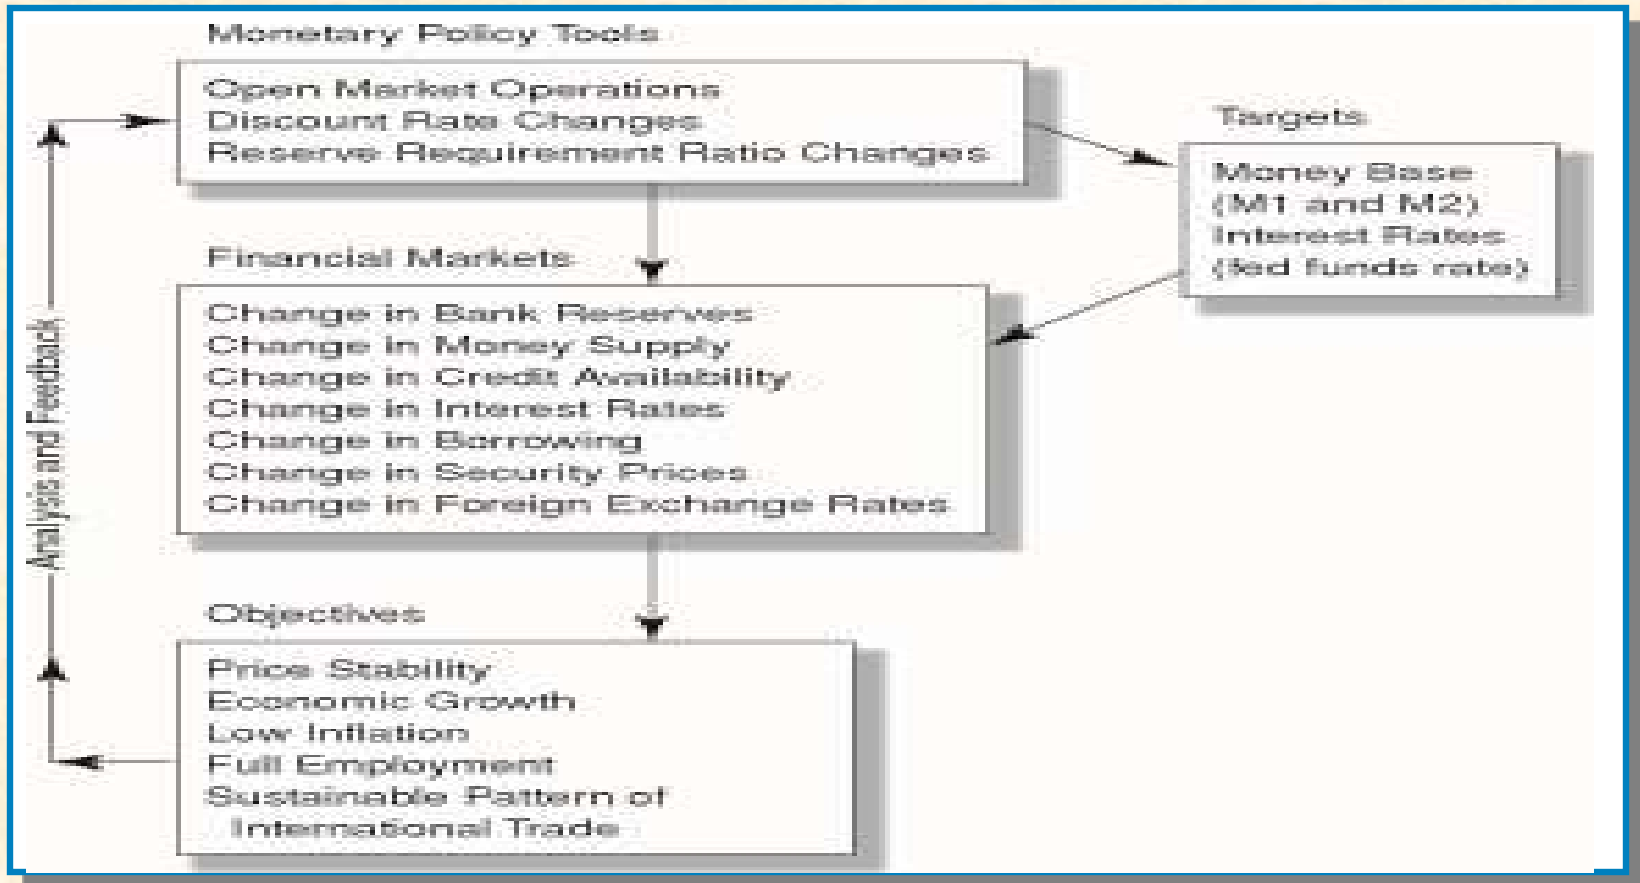 Monetary Policy Tools
Open Market Operations
Discount Rate Changes
Reserve Requirement Ratio Changes
Targets
Money Base
(M1 and M2)
Interest Rates
(fed funds rate)
Financial Markets
Change in Bank Reserves
Change in Money Supply
Change in Credit Availability
Change in Interest Rates
Change in Borrowing
Change in Security Prices
Change in Foreign Exchange Rates
Objectives
Price Stability
Economic Growth
Low Inflation
Full Employment
Sustainable Pattern of
International Trade
Analysis and Feedback